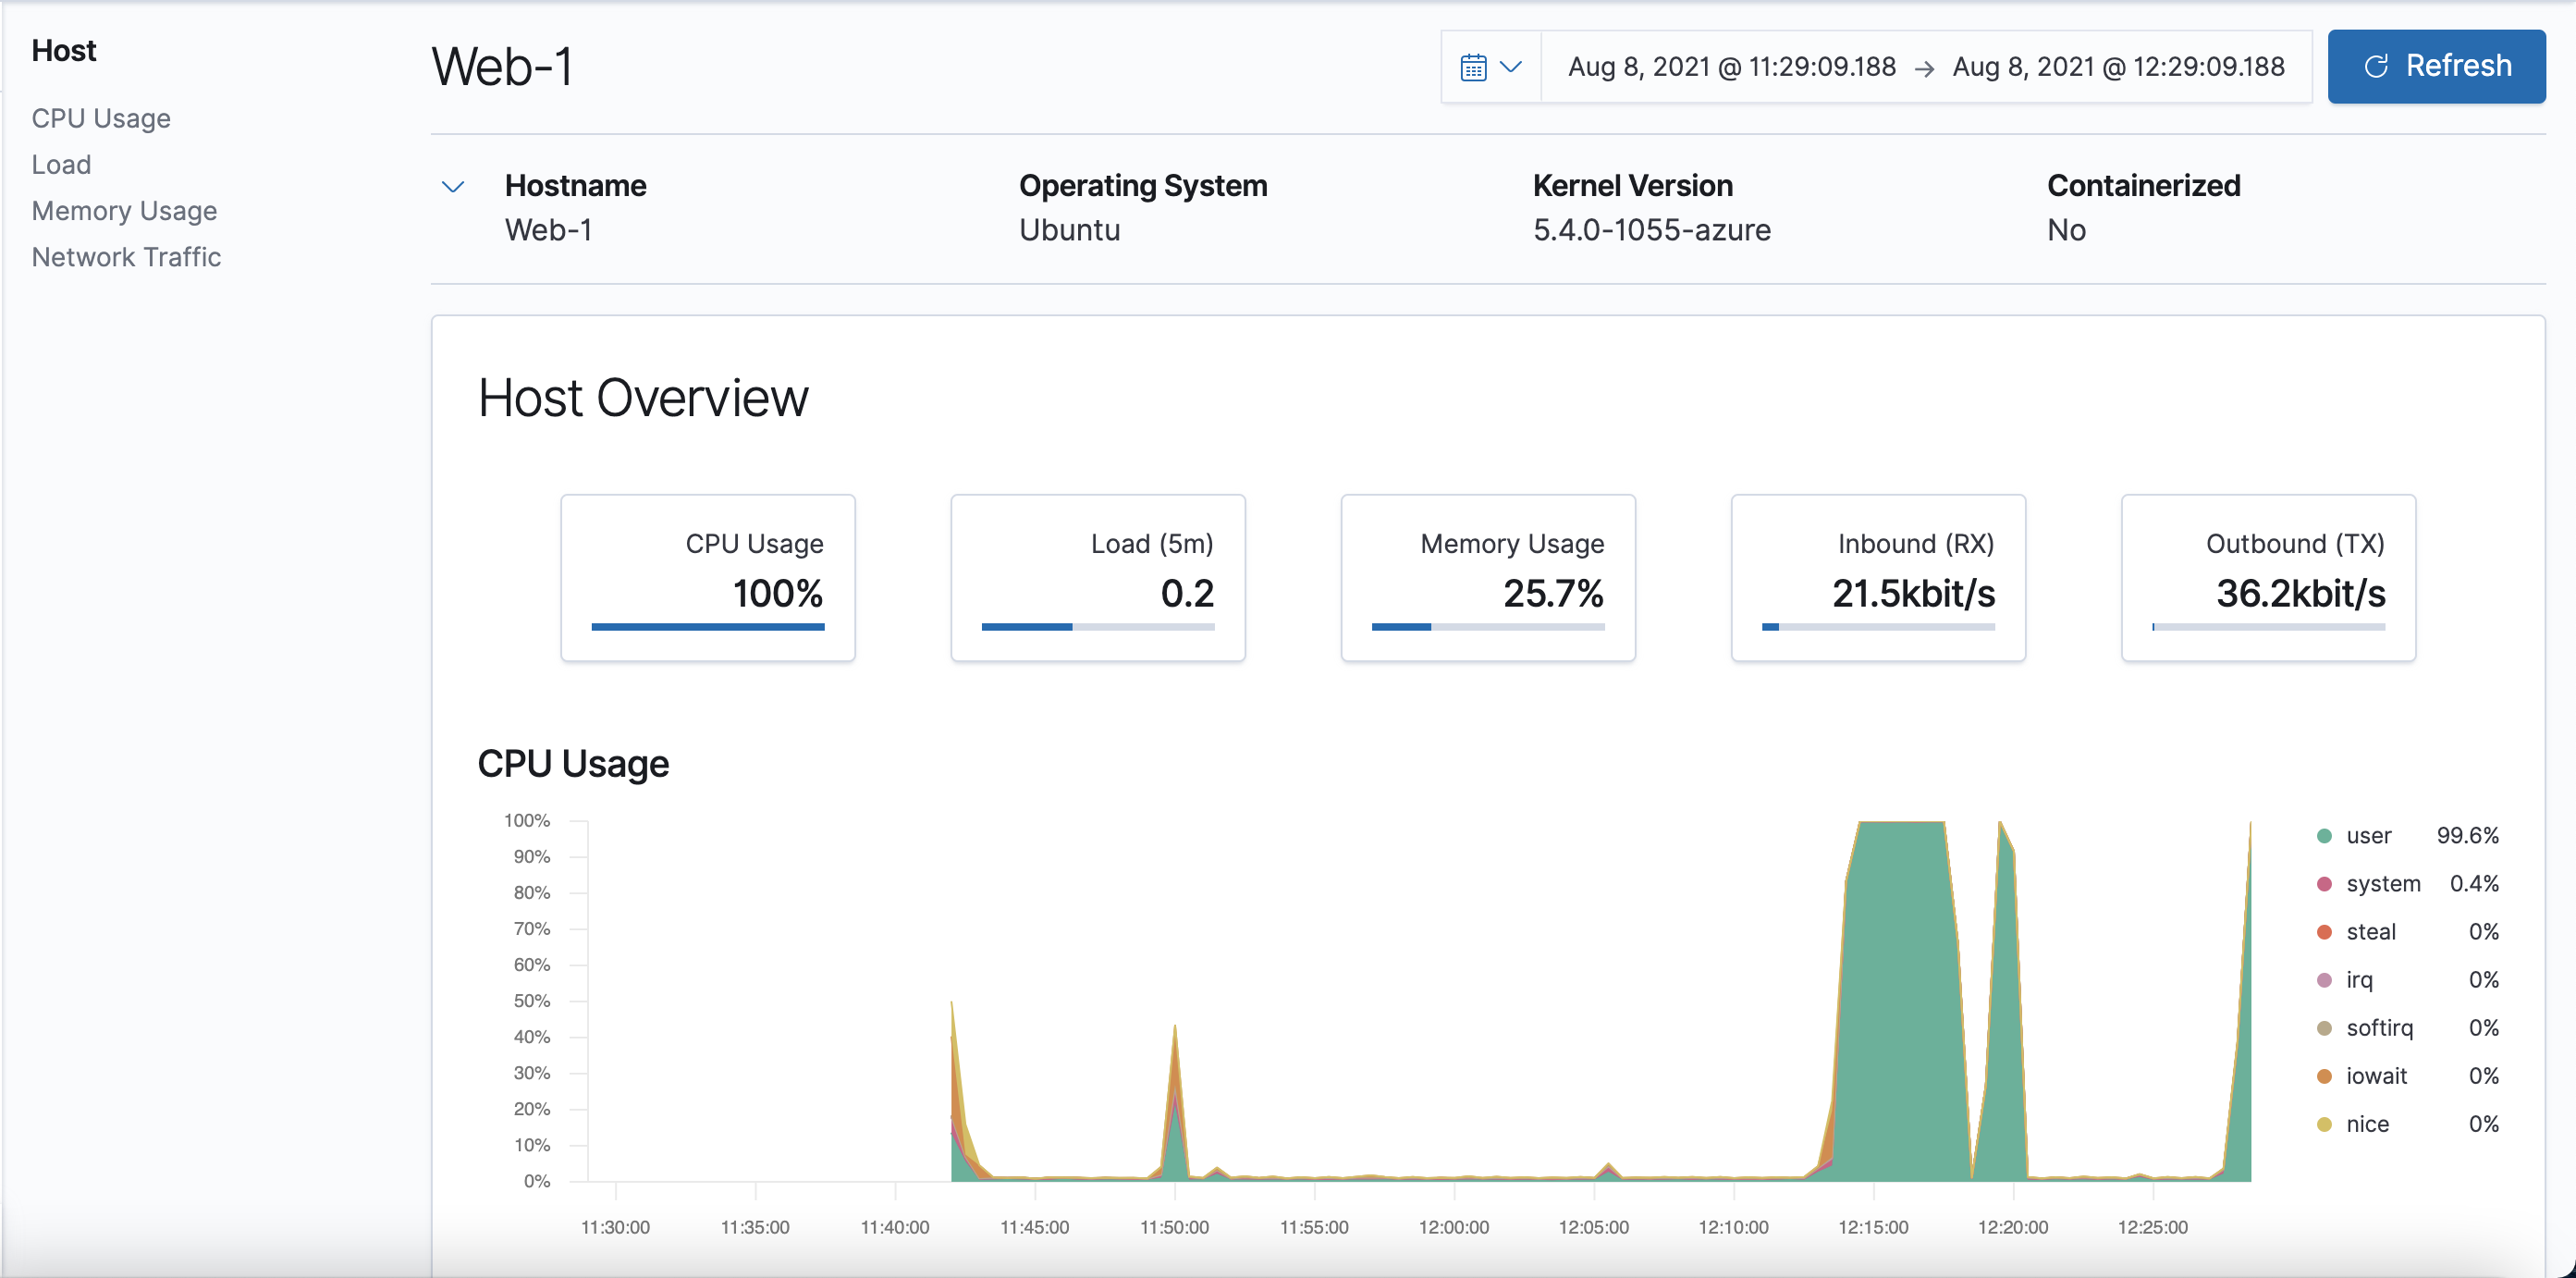 Host
CPU Usage
Load
Memory Usage
Network Traffic
Web-1
Aug 8, 2021 @ 11:29:09.188 → Aug 8, 2021 @ 12:29:09.188
Refresh
Hostname
Web-1
Operating System
Ubuntu
Kernel Version
5.4.0-1055-azure
Containerized
No
Host Overview
CPU Usage
100%
Load (5m)
0.2
Memory Usage
25.7%
Inbound (RX)
21.5kbit/s
Outbound (TX)
36.2kbit/s
CPU Usage
100%
90%
80%
70%
60%
50%
40%
30%
20%
10%
0%
11:30:00 11:35:00 11:40:00 11:45:00 11:50:00 11:55:00 12:00:00 12:05:00 12:10:00 12:15:00 12:20:00 12:25:00
user 99.6%
system 0.4%
steal 0%
irq 0%
softirq 0%
iowait 0%
nice 0%